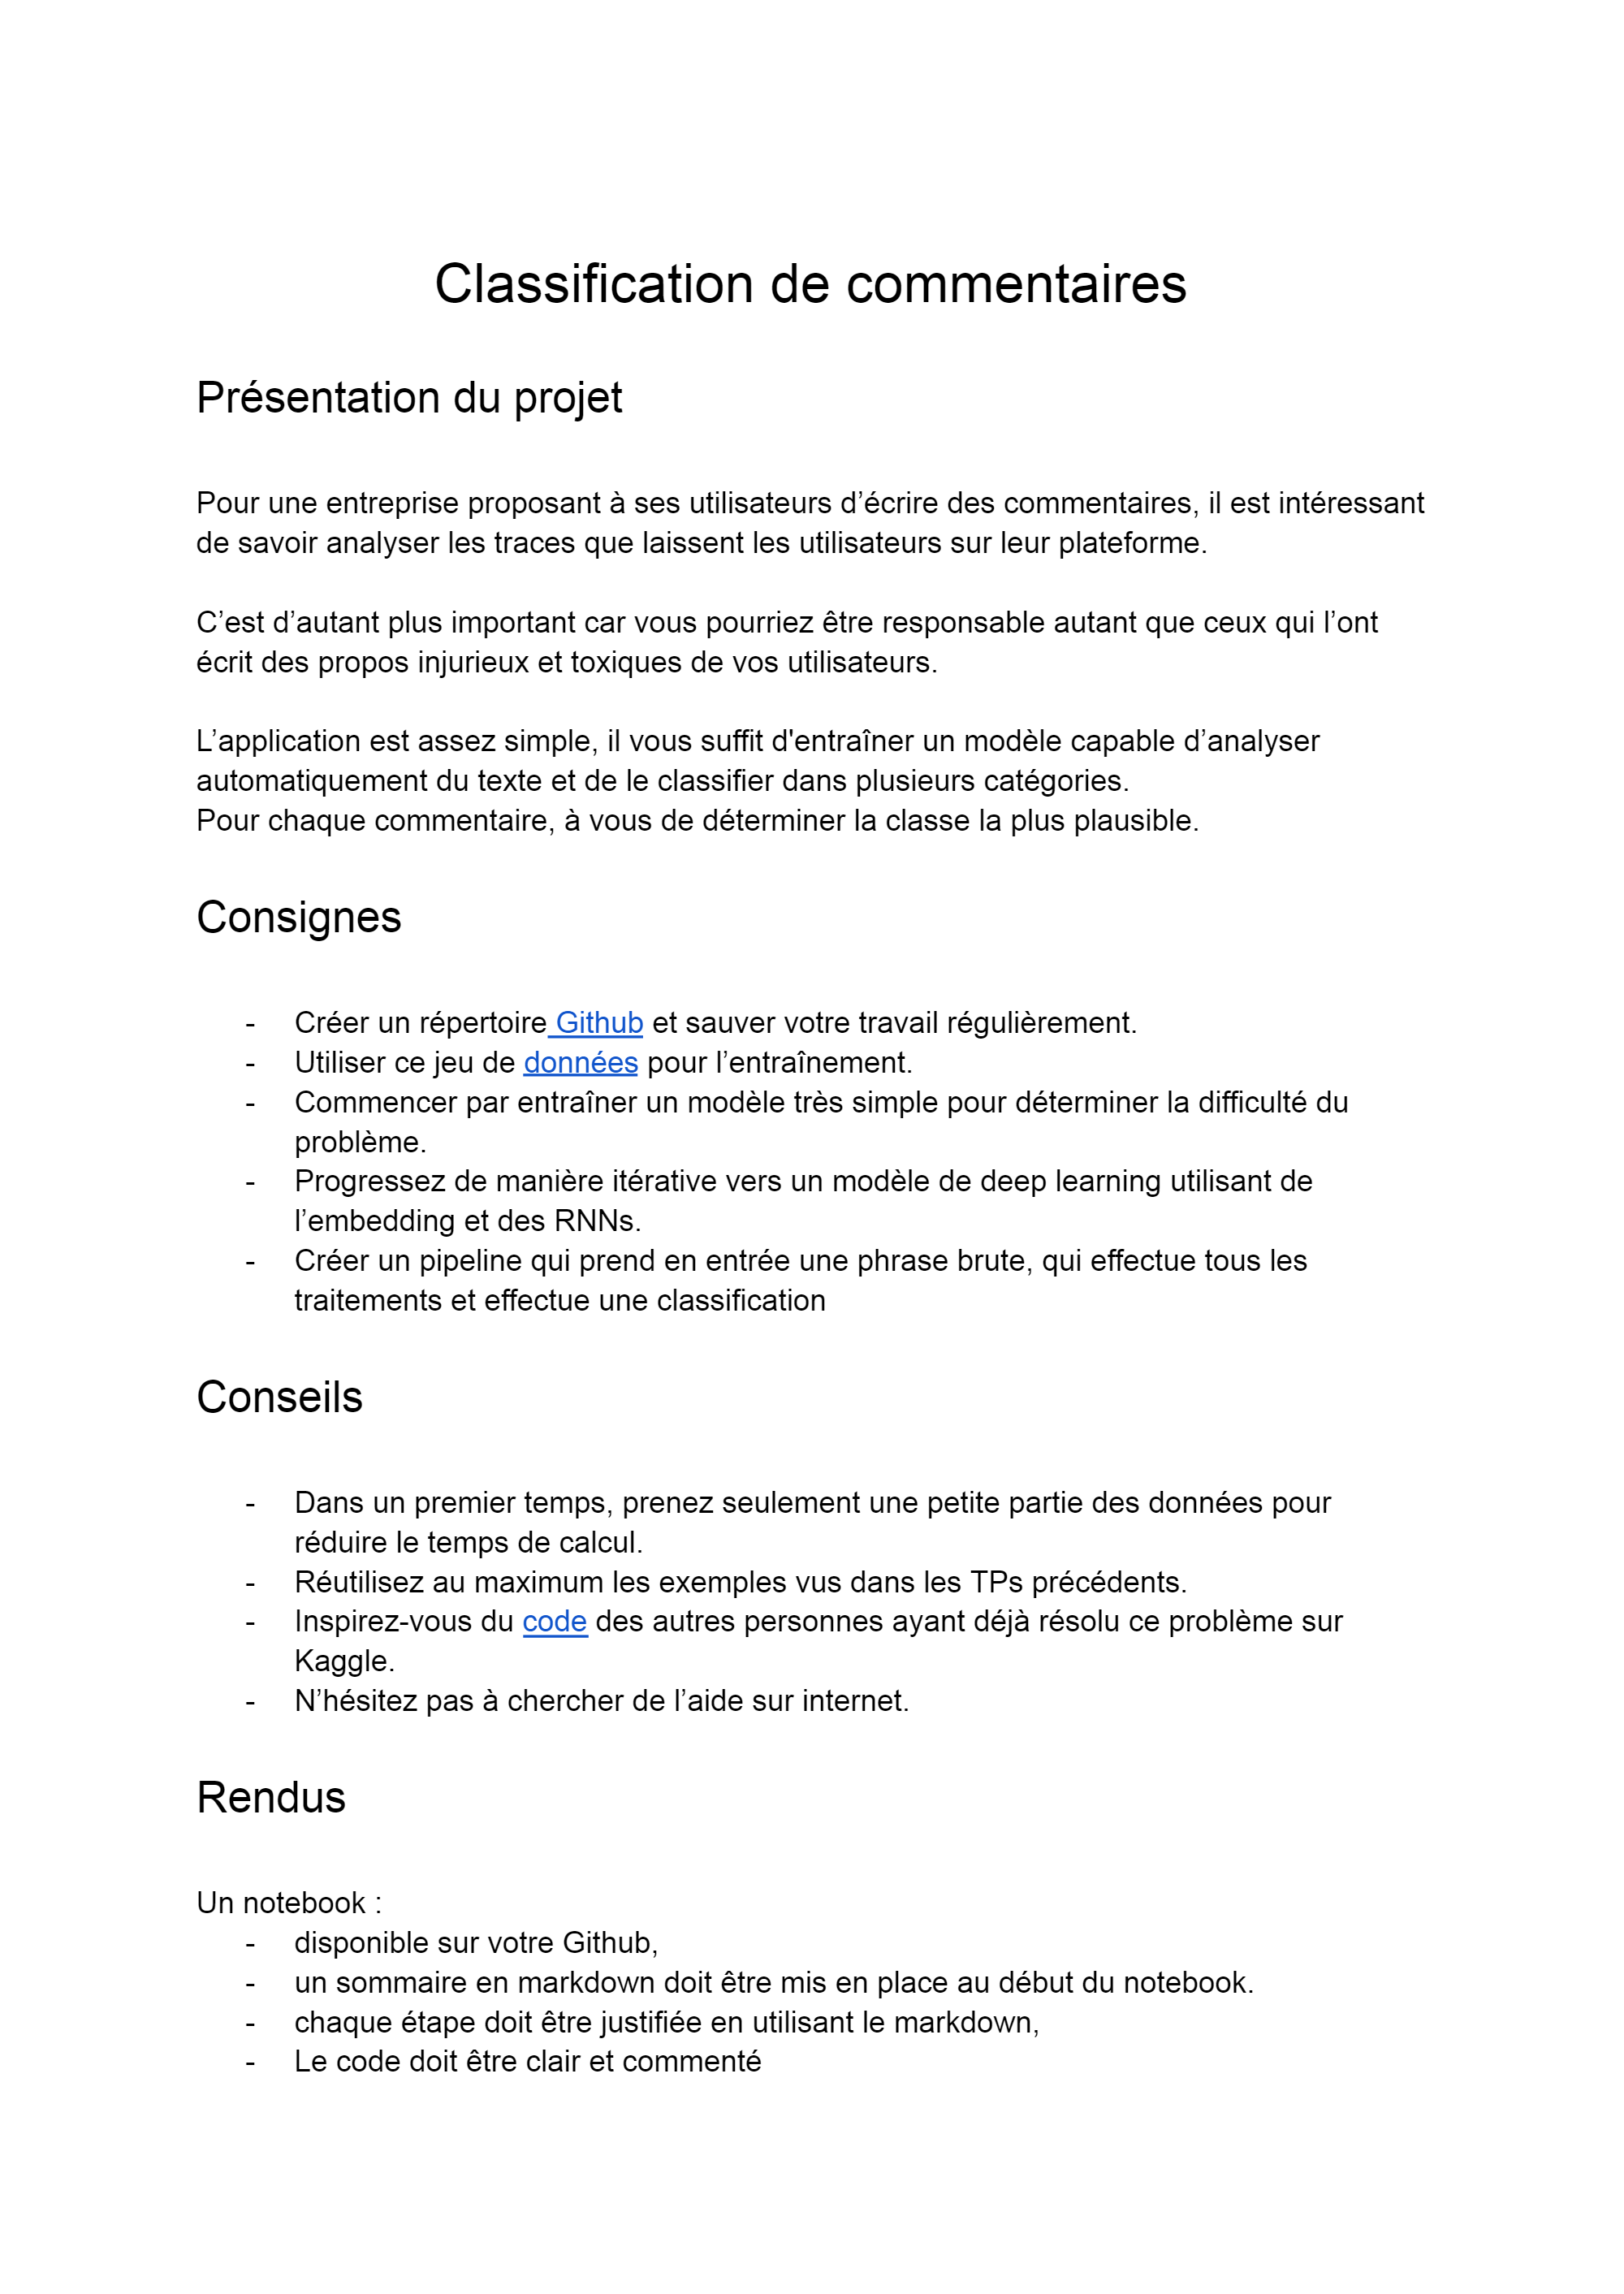 Classification de commentaires
Présentation du projet
Pour une entreprise proposant à ses utilisateurs d’écrire des commentaires, il est intéressant
de savoir analyser les traces que laissent les utilisateurs sur leur plateforme.
C’est d’autant plus important car vous pourriez être responsable autant que ceux qui l’ont
écrit des propos injurieux et toxiques de vos utilisateurs.
L’application est assez simple, il vous suffit d'entraîner un modèle capable d’analyser
automatiquement du texte et de le classifier dans plusieurs catégories.
Pour chaque commentaire, à vous de déterminer la classe la plus plausible.
Consignes
- Créer un répertoire Github et sauver votre travail régulièrement.
- Utiliser ce jeu de données pour l’entraînement.
- Commencer par entraîner un modèle très simple pour déterminer la difficulté du
problème.
- Progressez de manière itérative vers un modèle de deep learning utilisant de
l’embedding et des RNNs.
- Créer un pipeline qui prend en entrée une phrase brute, qui effectue tous les
traitements et effectue une classification
Conseils
- Dans un premier temps, prenez seulement une petite partie des données pour
réduire le temps de calcul.
- Réutilisez au maximum les exemples vus dans les TPs précédents.
- Inspirez-vous du code des autres personnes ayant déjà résolu ce problème sur
Kaggle.
- N’hésitez pas à chercher de l’aide sur internet.
Rendus
Un notebook :
- disponible sur votre Github,
- un sommaire en markdown doit être mis en place au début du notebook.
- chaque étape doit être justifiée en utilisant le markdown,
- Le code doit être clair et commenté